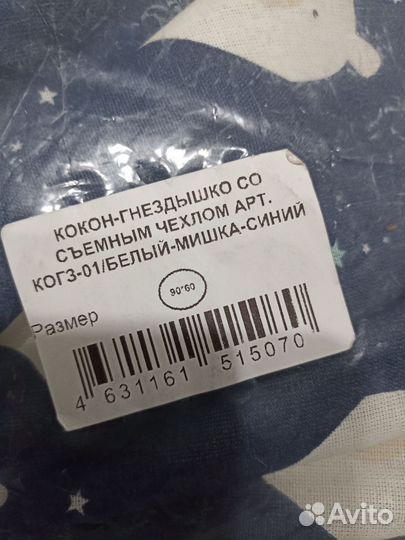 КОКОН-ГНЕЗДЫШКО СО
СЪЕМНЫМ ЧЕХЛОМ АРТ.
КОГЗ-01/БЕЛЫЙ-МИШКА-СИНИЙ
90*60
Размер
4 631161 515070
Avito